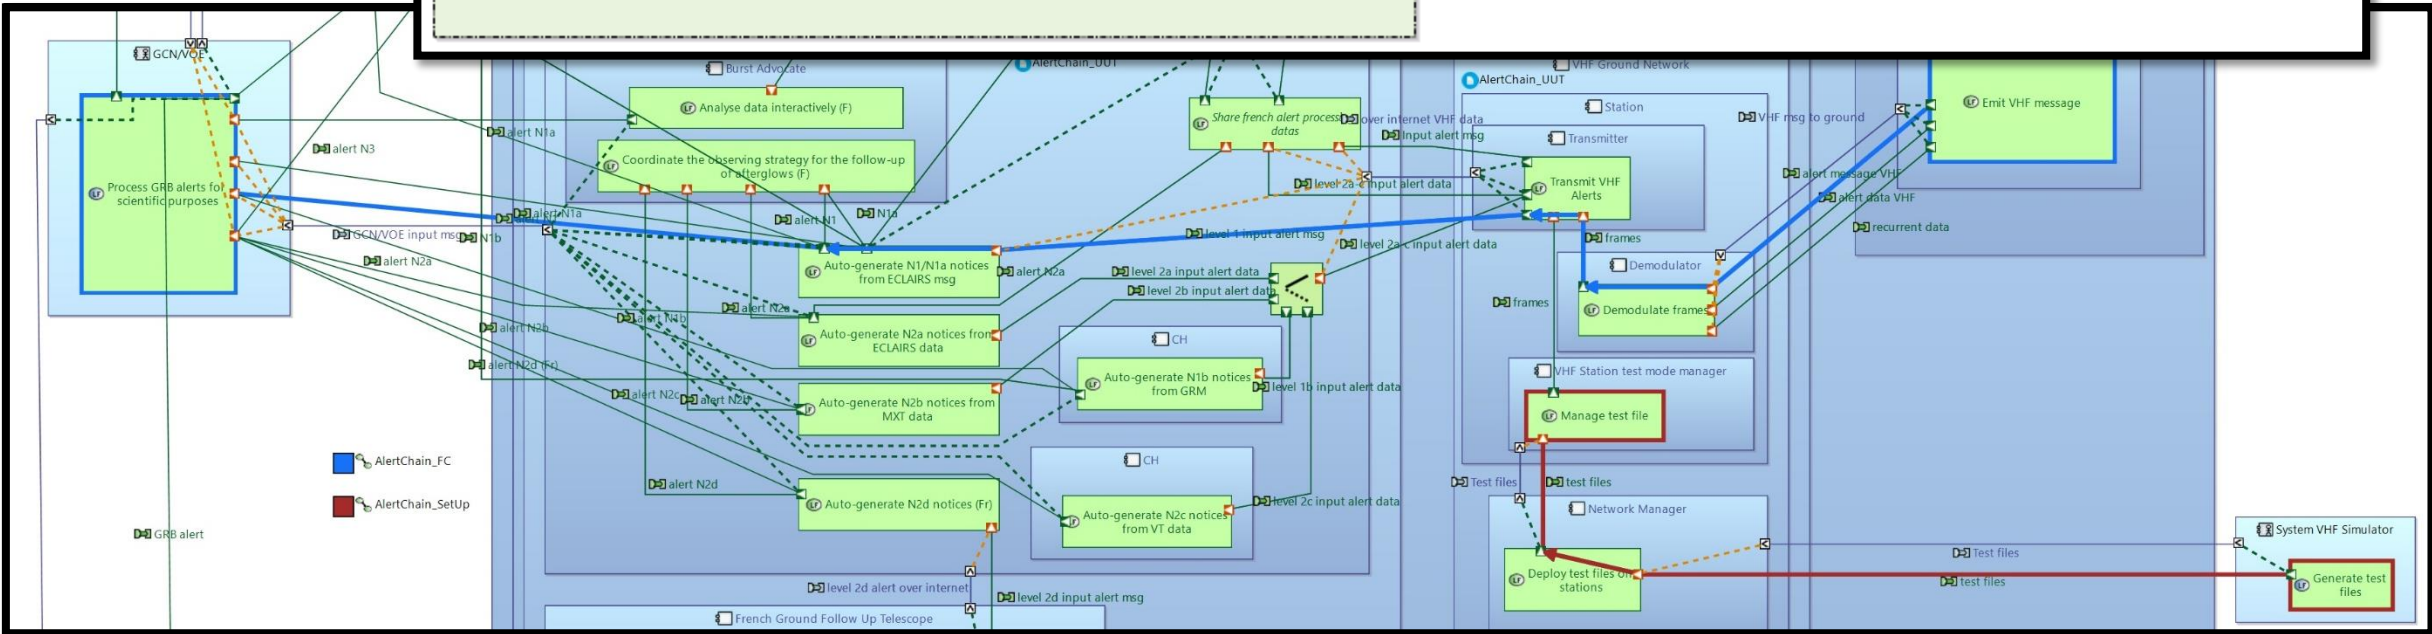 GCN/VOE
Process GRB alerts for
scientific purposes
alert N3
GCN/VOE input msg
alert N2a
GRB alert
AlertChain_FC
AlertChain_SetUp
Burst Advocate
Analyse data interactively (F)
Coordinate the observing strategy for the follow-up
of afterglows (F)
alert N1a
alert N1a
N1b
alert N1
N1a
Auto-generate N1/N1a notices
from ECLAIRS msg
alert N2a
alert N2a
alert N1b
alert N2b
Auto-generate N2a notices from
ECLAIRS data
alert N2d (Fr)
alert N2c
alert N2b
Auto-generate N2b notices from
MXT data
alert N2d
Auto-generate N2d notices (Fr)
level 2d alert over internet
level 2d input alert msg
French Ground Follow Up Telescope
AlertChain_UUT
Share french alert process
datas
over internet VHF data
Input alert msg
level 2a-c input alert data
level 1 input alert msg
level 2a-c input alert data
level 2a input alert data
level 2b input alert data
CH
Auto-generate N1b notices
from GRM
level 1b input alert data
CH
Auto-generate N2c notices
from VT data
level 2c input alert data
VHF Ground Network
AlertChain_UUT
Station
Transmitter
Transmit VHF
Alerts
frames
Demodulator
frames
Demodulate frames
VHF Station test mode manager
Manage test file
Test files
test files
Network Manager
Deploy test files on
stations
VHF msg to ground
alert message VHF
alert data VHF
recurrent data
Emit VHF message
Test files
test files
System VHF Simulator
Generate test
files